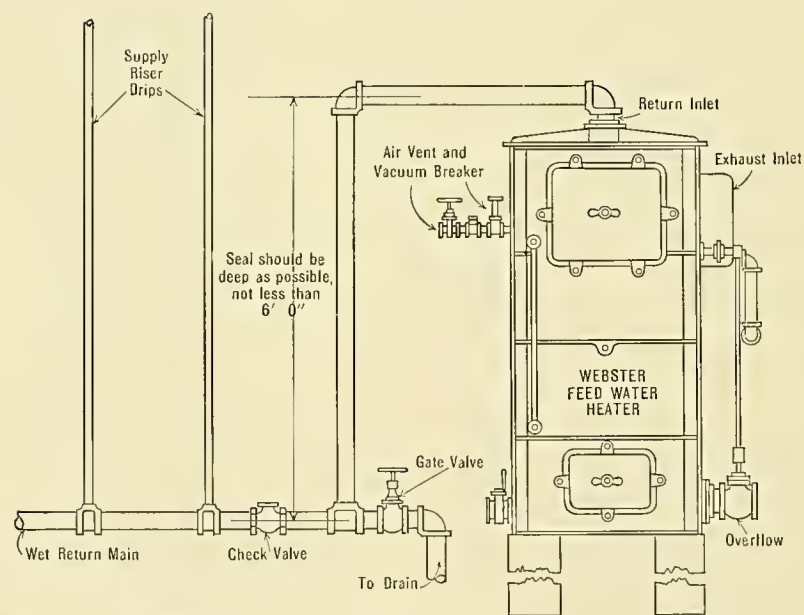 Supply
Riser
Drips
Return Inlet
Air Vent and
Vacuum Breaker
Exhaust Inlet
Seal should be
deep as possible,
not less than
6' 0"
WEBSTER
FEED WATER
HEATER
Gate Valve
Wet Return Main
Check Valve
To Drain
Overflow